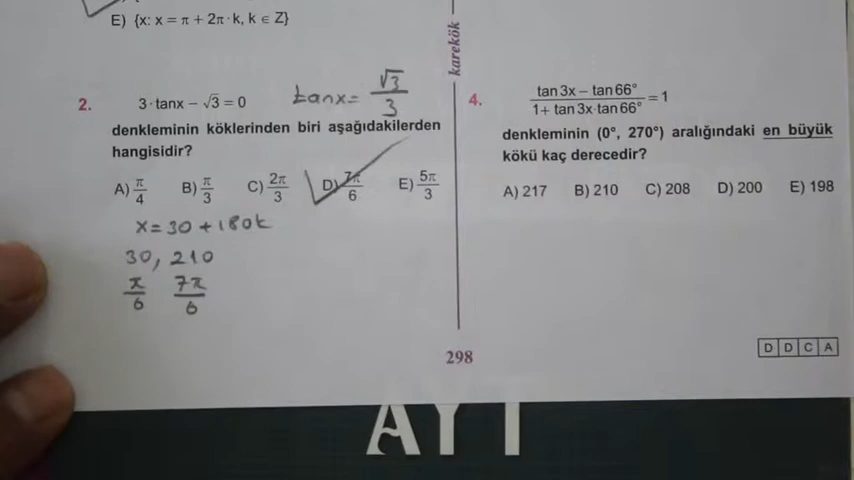 E) {x: x = π + 2π·k, k ∈ Z}
karekök
2. 3·tanx − √3 = 0
tanx = √3/3
denkleminin köklerinden biri aşağıdakilerden
hangisidir?
A) π/4 B) π/3 C) 2π/3 D) 7π/6 E) 5π/3
x = 30 + 180k
30, 210
π/6 7π/6
4. (tan 3x − tan 66°)/(1 + tan 3x·tan 66°) = 1
denkleminin (0°, 270°) aralığındaki en büyük
kökü kaç derecedir?
A) 217 B) 210 C) 208 D) 200 E) 198
298
D D C A
AYT